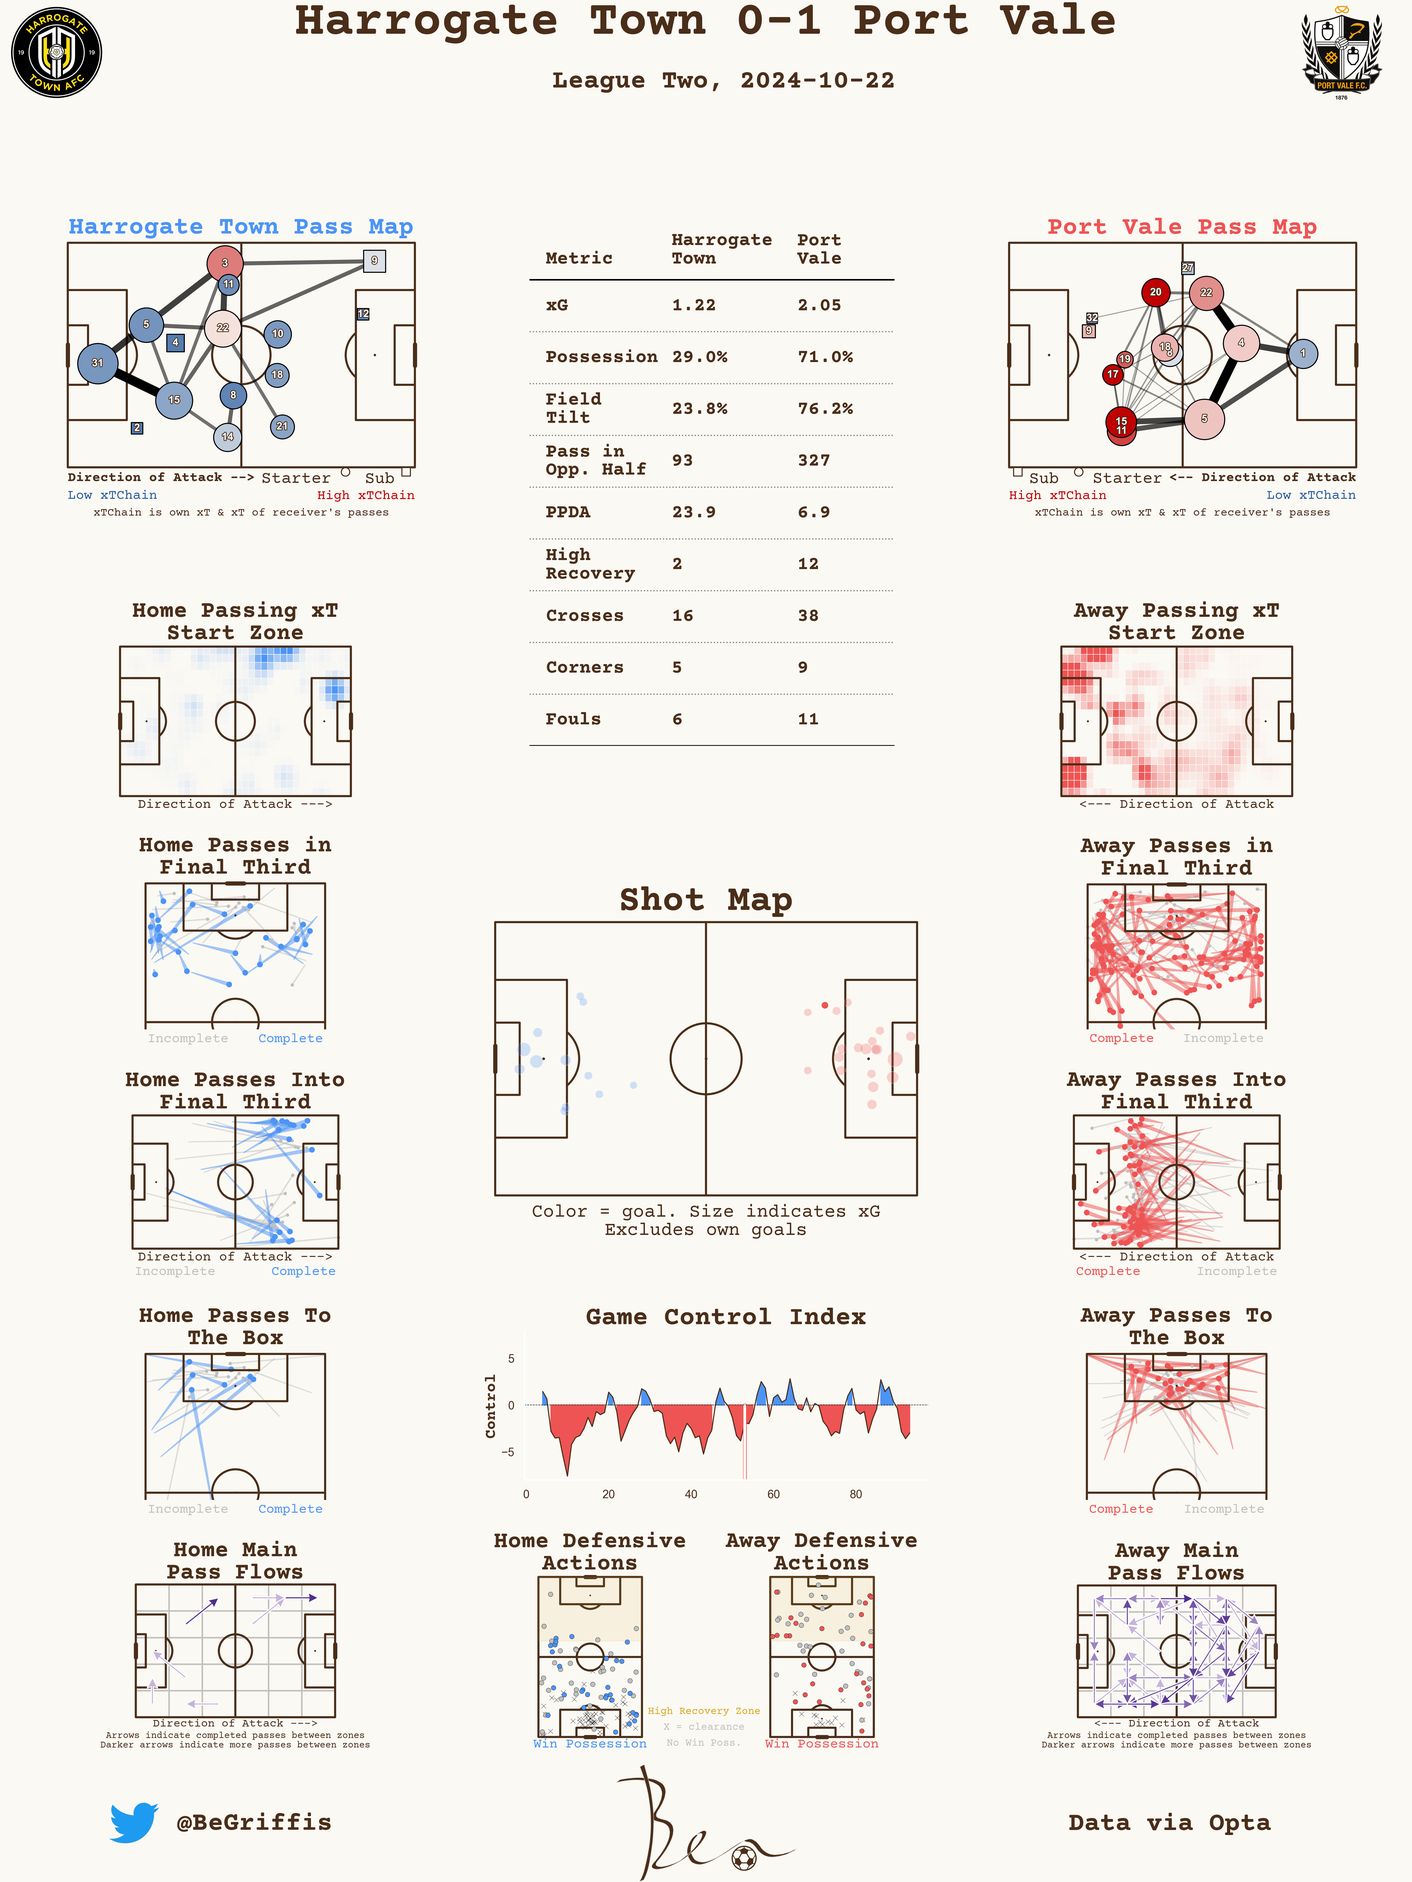 Harrogate Town 0-1 Port Vale
League Two, 2024-10-22
HARROGATE
19 19
TOWN AFC
PORT VALE F.C.
1876
Harrogate Town Pass Map
3
9
11
12
5
22
10
4
31
18
15
8
2
14
21
Direction of Attack --> Starter Sub
Low xTChain High xTChain
xTChain is own xT & xT of receiver's passes
Metric Harrogate Town Port Vale
xG 1.22 2.05
Possession 29.0% 71.0%
Field Tilt 23.8% 76.2%
Pass in Opp. Half 93 327
PPDA 23.9 6.9
High Recovery 2 12
Crosses 16 38
Corners 5 9
Fouls 6 11
Port Vale Pass Map
27
20
22
32
9
4
18
8
1
19
17
15
11
5
Sub Starter <-- Direction of Attack
High xTChain Low xTChain
xTChain is own xT & xT of receiver's passes
Home Passing xT
Start Zone
Direction of Attack --->
Away Passing xT
Start Zone
<--- Direction of Attack
Home Passes in
Final Third
Incomplete Complete
Away Passes in
Final Third
Complete Incomplete
Shot Map
Color = goal. Size indicates xG
Excludes own goals
Home Passes Into
Final Third
Direction of Attack --->
Incomplete Complete
Away Passes Into
Final Third
<--- Direction of Attack
Complete Incomplete
Home Passes To
The Box
Incomplete Complete
Game Control Index
Control
5
0
−5
0 20 40 60 80
Away Passes To
The Box
Complete Incomplete
Home Main
Pass Flows
Direction of Attack --->
Arrows indicate completed passes between zones
Darker arrows indicate more passes between zones
Home Defensive
Actions
Win Possession
Away Defensive
Actions
Win Possession
High Recovery Zone
X = clearance
No Win Poss.
Away Main
Pass Flows
<--- Direction of Attack
Arrows indicate completed passes between zones
Darker arrows indicate more passes between zones
@BeGriffis
Ben
Data via Opta